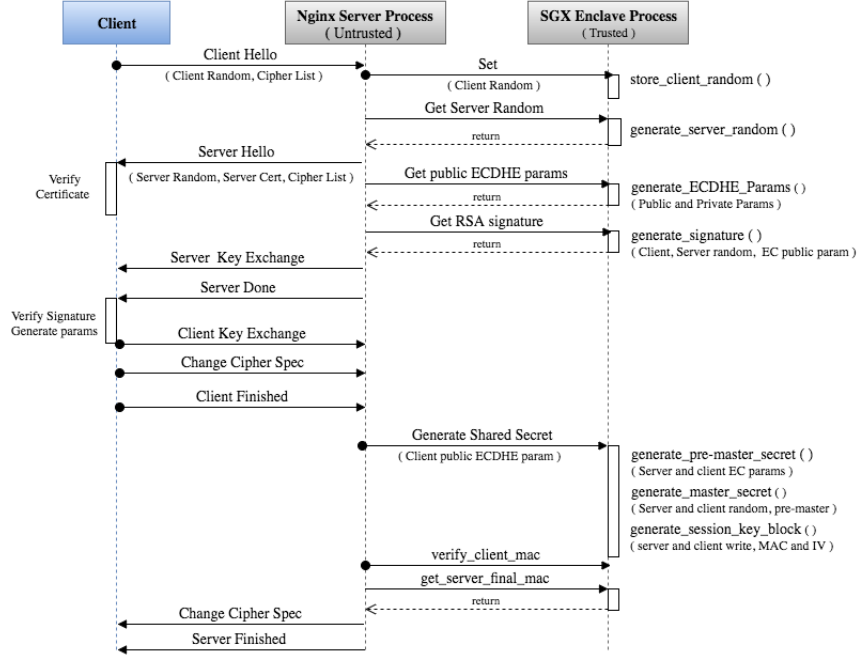 Client
Nginx Server Process
( Untrusted )
SGX Enclave Process
( Trusted )
Client Hello
( Client Random, Cipher List )
Set
( Client Random )
store_client_random ( )
Get Server Random
return
generate_server_random ( )
Server Hello
( Server Random, Server Cert, Cipher List )
Verify
Certificate
Get public ECDHE params
return
generate_ECDHE_Params ( )
( Public and Private Params )
Get RSA signature
return
generate_signature ( )
( Client, Server random, EC public param )
Server Key Exchange
Server Done
Verify Signature
Generate params
Client Key Exchange
Change Cipher Spec
Client Finished
Generate Shared Secret
( Client public ECDHE param )
generate_pre-master_secret ( )
( Server and client EC params )
generate_master_secret ( )
( Server and client random, pre-master )
generate_session_key_block ( )
( server and client write, MAC and IV )
verify_client_mac
get_server_final_mac
return
Change Cipher Spec
Server Finished